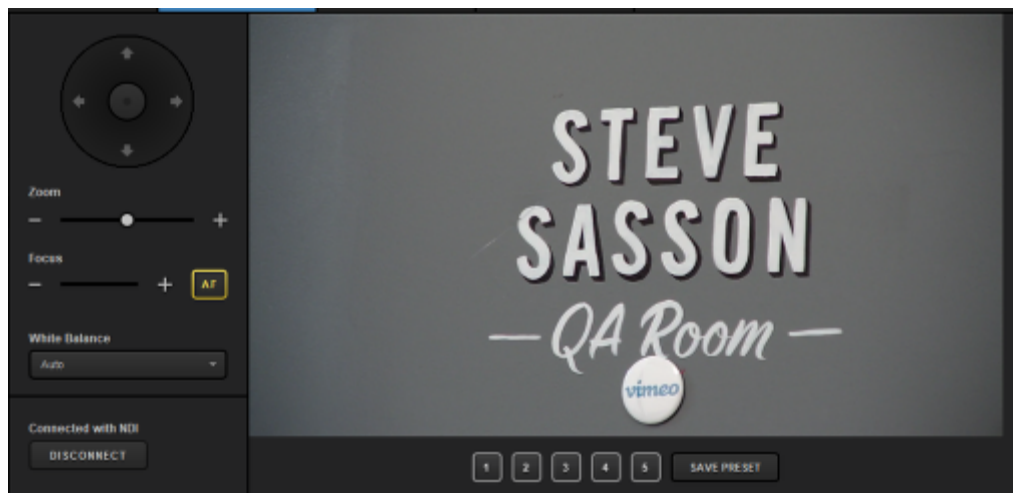 Zoom
Focus
AF
White Balance
Auto
Connected with NDI
DISCONNECT
STEVE
SASSON
— QA Room —
vimeo
1 2 3 4 5 SAVE PRESET